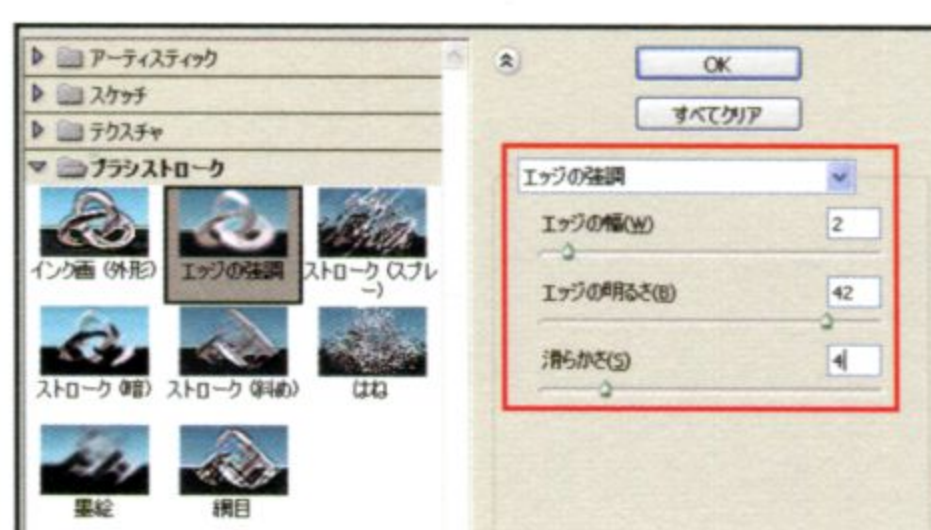 アーティスティック
スケッチ
テクスチャ
ブラシストローク
インク画 (外形)
エッジの強調
ストローク (スプレ
ー)
ストローク (暗)
ストローク (斜め)
はね
墨絵
網目
OK
すべてクリア
エッジの強調
エッジの幅(W)
2
エッジの明るさ(B)
42
滑らかさ(S)
4